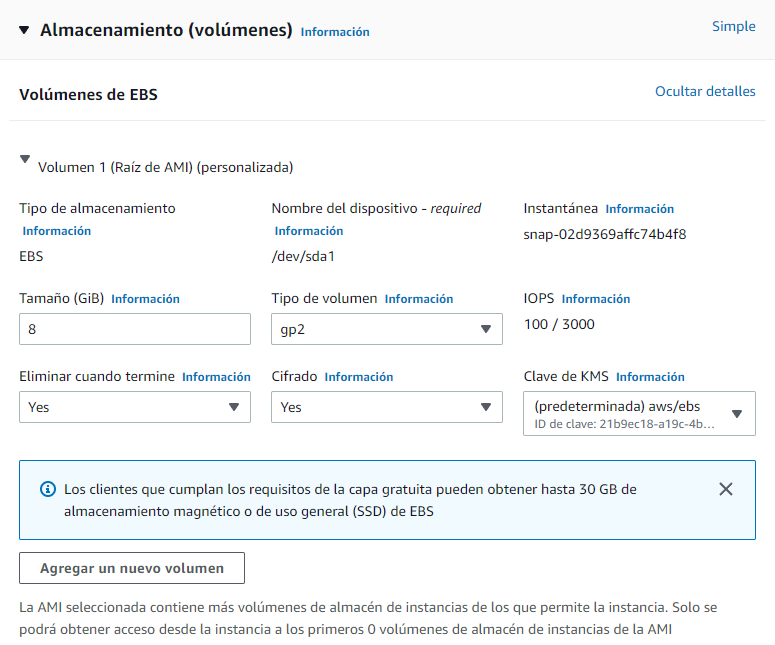 Almacenamiento (volúmenes) Información Simple
Volúmenes de EBS Ocultar detalles
Volumen 1 (Raíz de AMI) (personalizada)
Tipo de almacenamiento
Información
EBS
Nombre del dispositivo - required
Información
/dev/sda1
Instantánea Información
snap-02d9369affc74b4f8
Tamaño (GiB) Información
8
Tipo de volumen Información
gp2
IOPS Información
100 / 3000
Eliminar cuando termine Información
Yes
Cifrado Información
Yes
Clave de KMS Información
(predeterminada) aws/ebs
ID de clave: 21b9ec18-a19c-4b...
Los clientes que cumplan los requisitos de la capa gratuita pueden obtener hasta 30 GB de
almacenamiento magnético o de uso general (SSD) de EBS
Agregar un nuevo volumen
La AMI seleccionada contiene más volúmenes de almacén de instancias de los que permite la instancia. Solo se
podrá obtener acceso desde la instancia a los primeros 0 volúmenes de almacén de instancias de la AMI